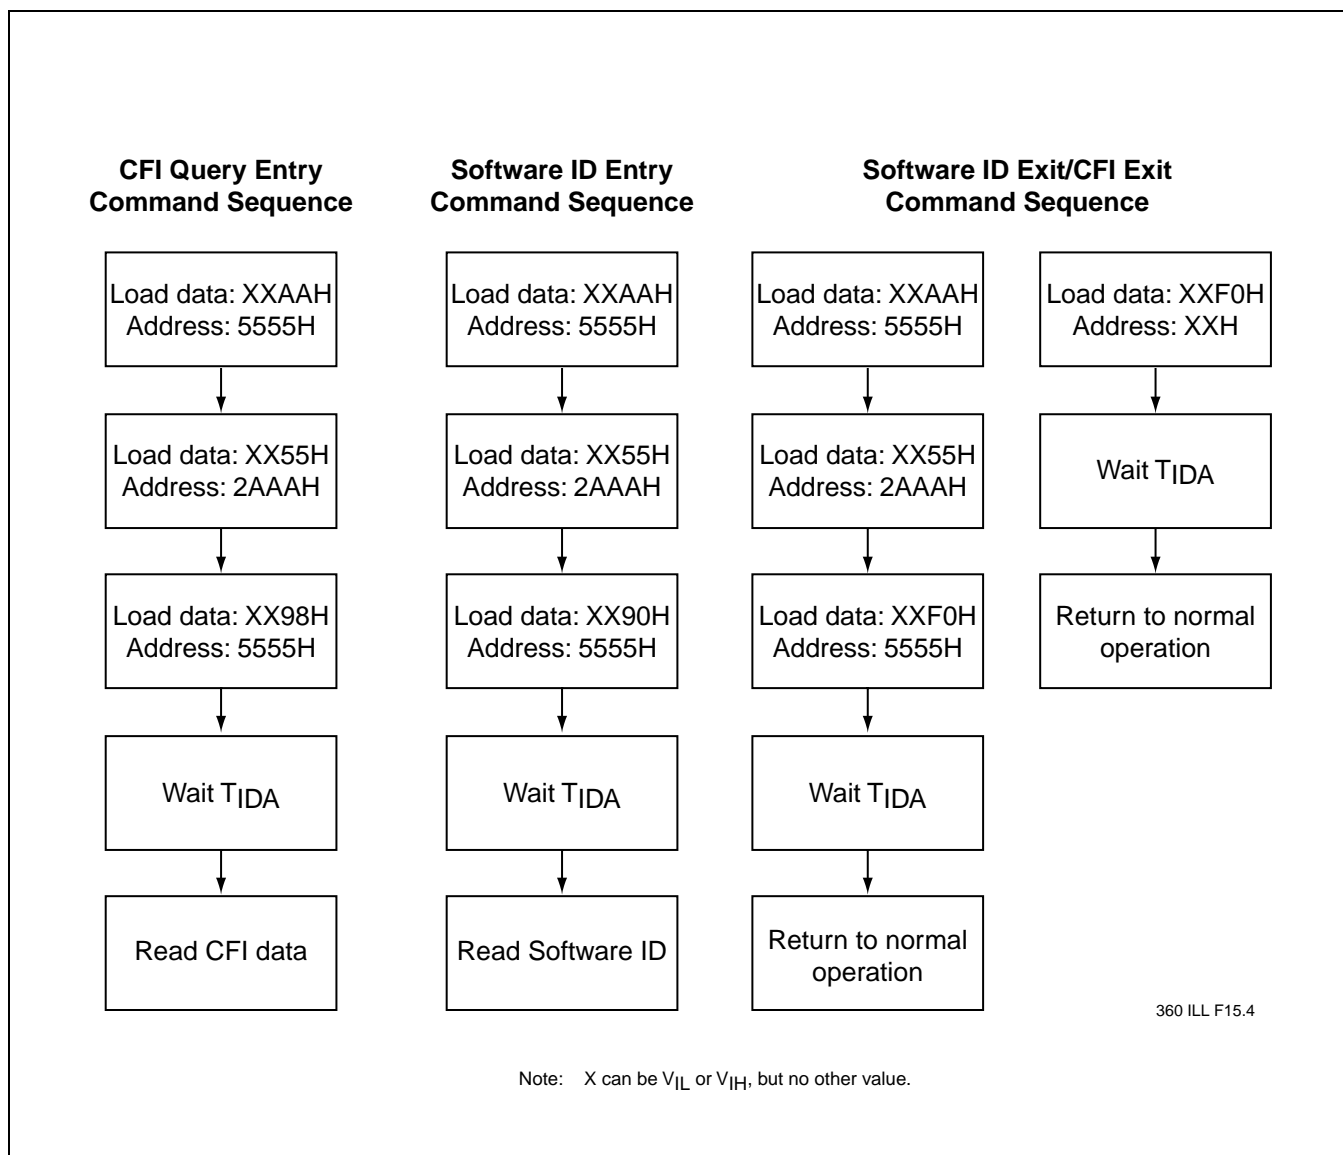 CFI Query Entry
Command Sequence
Load data: XXAAH
Address: 5555H
Load data: XX55H
Address: 2AAAH
Load data: XX98H
Address: 5555H
Wait TIDA
Read CFI data
Software ID Entry
Command Sequence
Load data: XXAAH
Address: 5555H
Load data: XX55H
Address: 2AAAH
Load data: XX90H
Address: 5555H
Wait TIDA
Read Software ID
Software ID Exit/CFI Exit
Command Sequence
Load data: XXAAH
Address: 5555H
Load data: XX55H
Address: 2AAAH
Load data: XXF0H
Address: 5555H
Wait TIDA
Return to normal
operation
Load data: XXF0H
Address: XXH
Wait TIDA
Return to normal
operation
360 ILL F15.4
Note: X can be VIL or VIH, but no other value.